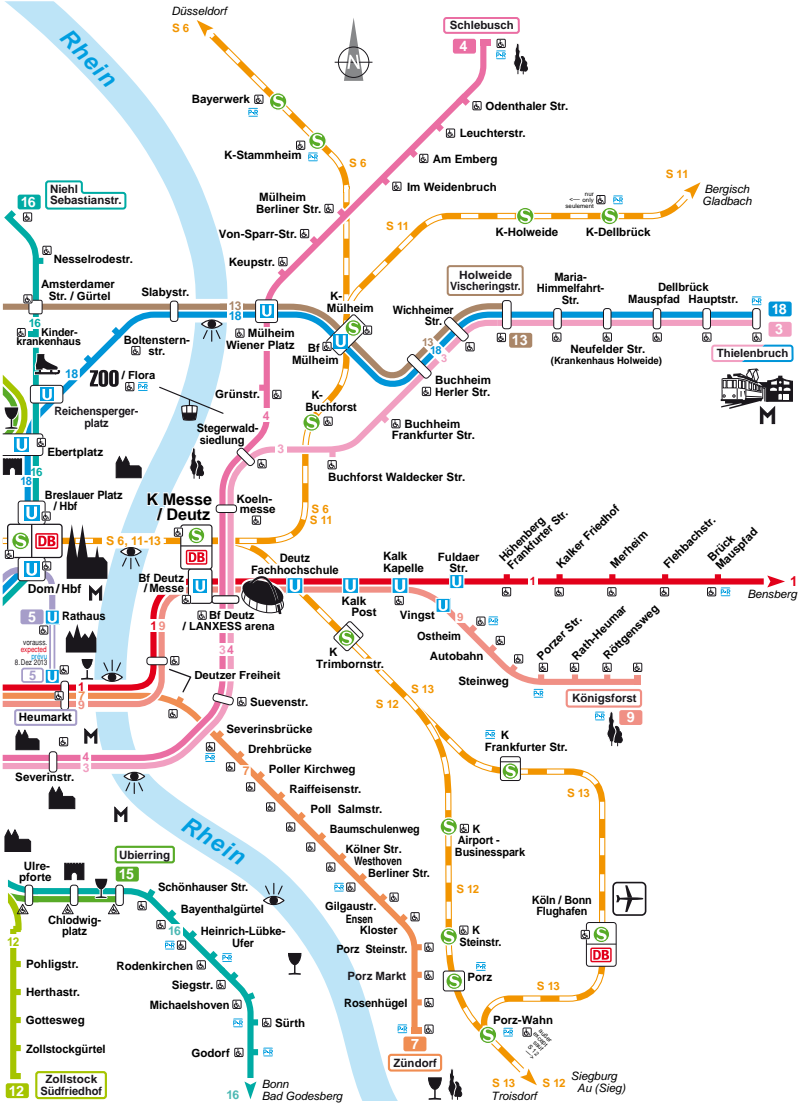 Düsseldorf
S 6
Rhein
Schlebusch
4
N
Bayerwerk
P+R
K-Stammheim
P+R
P+R
S 6
Odenthaler Str.
Leuchterstr.
Am Emberg
Im Weidenbruch
S 11
Bergisch
Gladbach
nur
<— only
seulement
P+R
16
Niehl
Sebastianstr.
Mülheim
Berliner Str.
S 11
K-Holweide
K-Dellbrück
Von-Sparr-Str.
Nesselrodestr.
Keupstr.
Amsterdamer
Str. / Gürtel
Slabystr.
K-
Mülheim
Holweide
Vischeringstr.
Maria-
Himmelfahrt-
Str.
Dellbrück
Mauspfad
Hauptstr.
13
18
U
S
Wichheimer
Str.
18
16
Kinder-
krankenhaus
Boltenstern-
str.
Mülheim
Wiener Platz
U
Bf
Mülheim
13
18
3
13
Neufelder Str.
(Krankenhaus Holweide)
3
Thielenbruch
18
ZOO / Flora
P+R
Buchheim
Herler Str.
M
U
Reichensperger-
platz
Grünstr.
K-
Buchforst
S
4
Stegerwald-
siedlung
Buchheim
Frankfurter Str.
U
Ebertplatz
3
Buchforst Waldecker Str.
16
18
Breslauer Platz
/ Hbf
U
K Messe
/ Deutz
Koeln-
messe
S 6
S 11
S
DB
S 6, 11-13
S
DB
Deutz
Fachhochschule
Kalk
Kapelle
Fuldaer
Str.
Höhenberg
Frankfurter Str.
Kalker Friedhof
Merheim
Flehbachstr.
Brück
Mauspfad
U
Dom / Hbf
M
Bf Deutz
/ Messe
U
U
U
U
U
1
P+R
1
Bensberg
5
U
Rathaus
Bf Deutz
/ LANXESS arena
Kalk
Post
Vingst
U
9
P+R
Ostheim
Autobahn
Steinweg
Porzer Str.
Rath-Heumar
Röttgensweg
vorauss.
expected
prévu
8.Dez 2013
5
U
1
9
3
4
S
K
Trimbornstr.
P+R
Königsforst
P+R
9
Deutzer Freiheit
Heumarkt
1
7
9
Suevenstr.
S 13
S 12
M
Severinsbrücke
P+R
Drehbrücke
P+R
K
Frankfurter Str.
S
4
3
Severinstr.
7
Poller Kirchweg
Raiffeisenstr.
Poll Salmstr.
S 13
M
Rhein
Baumschulenweg
Kölner Str.
Westhoven
Berliner Str.
P+R
S
K
Airport -
Businesspark
Ubierring
15
Ulre-
pforte
Schönhauser Str.
Gilgaustr.
Ensen
Kloster
S 12
Köln / Bonn
Flughafen
Chlodwig-
platz
Bayenthalgürtel
16
Heinrich-Lübke-
Ufer
P+R
P+R
S
DB
12
Porz Steinstr.
S
K
Steinstr.
Pohligstr.
Rodenkirchen
Siegstr.
Porz Markt
P+R
S
Porz
Herthastr.
Michaelshoven
Rosenhügel
S 13
Gottesweg
P+R
Sürth
P+R
S
Porz-Wahn
P+R
Zollstockgürtel
Godorf
P+R
7
Zündorf
12
Zollstock
Südfriedhof
16
Bonn
Bad Godesberg
S 13
Troisdorf
S 12
Siegburg
Au (Sieg)